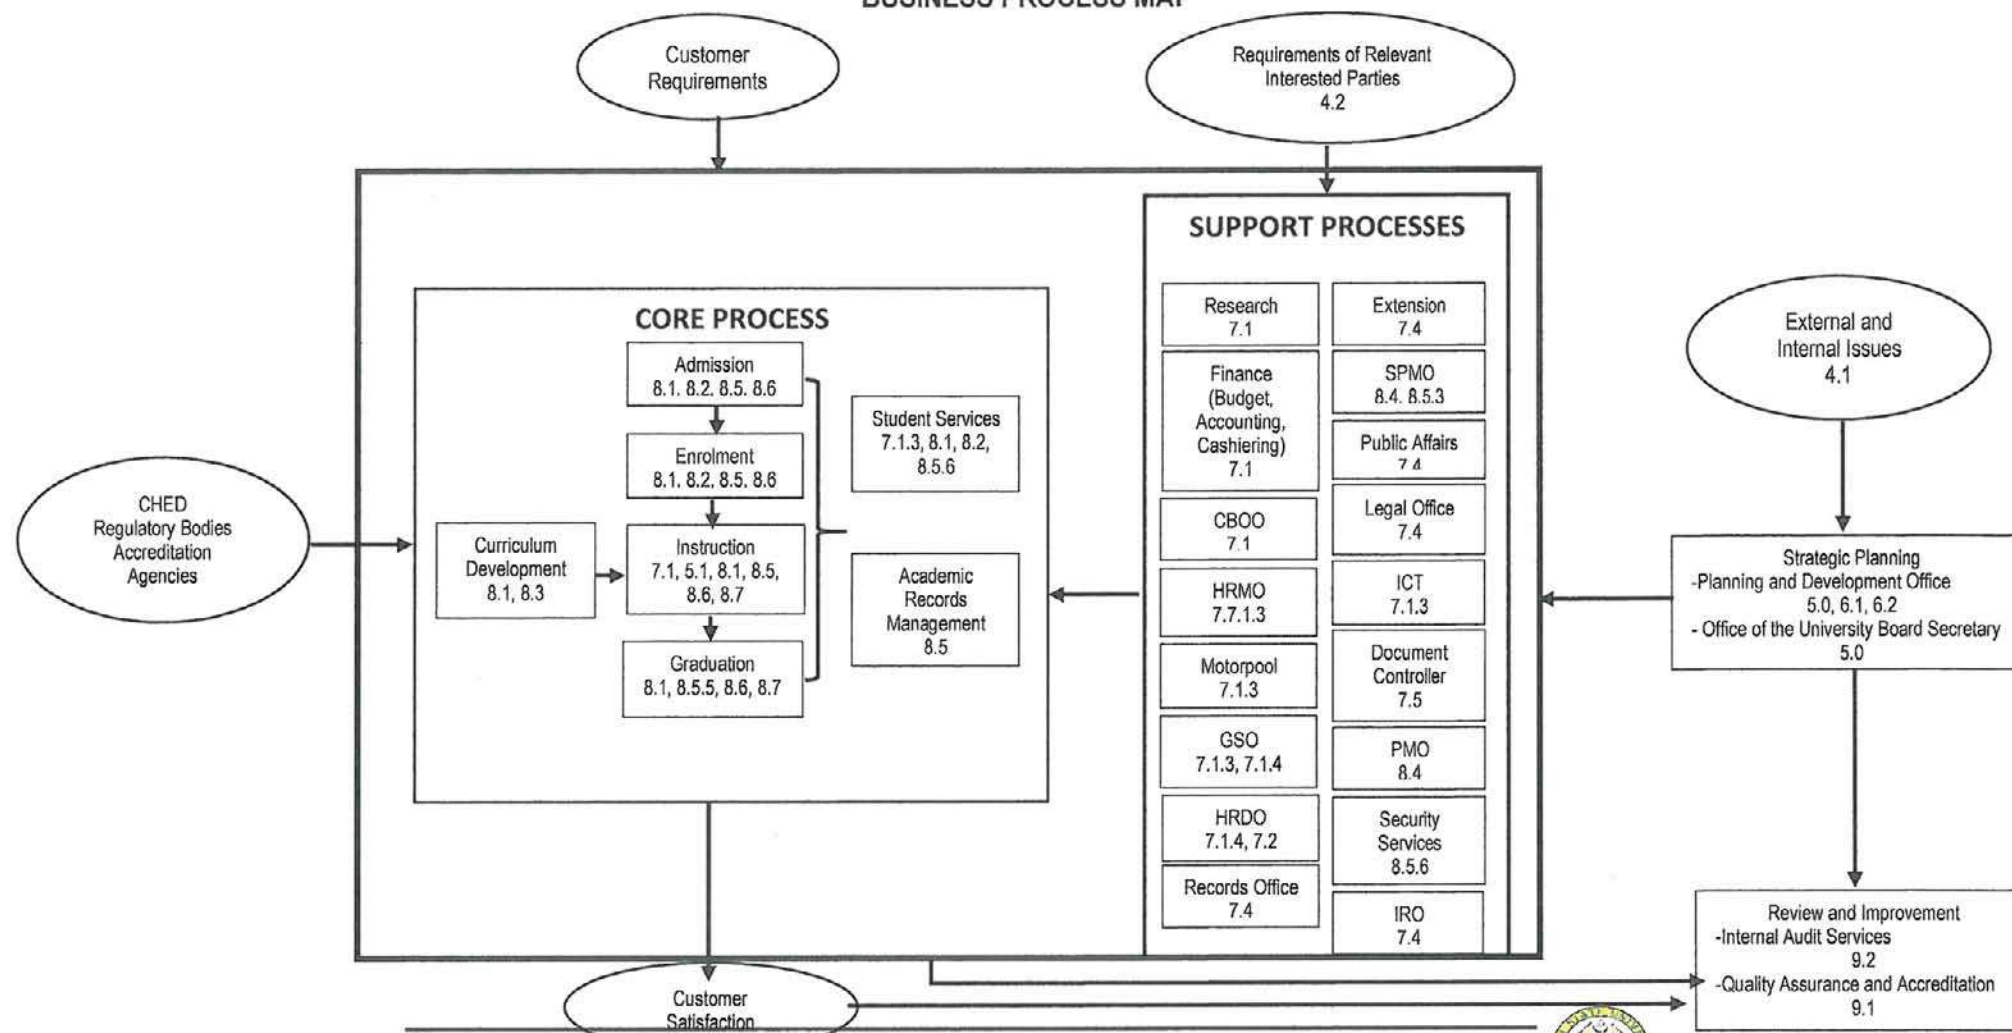 BUSINESS PROCESS MAP
Customer
Requirements
Requirements of Relevant
Interested Parties
4.2
CORE PROCESS
Admission
8.1. 8.2. 8.5. 8.6
Enrolment
8.1. 8.2, 8.5. 8.6
Curriculum
Development
8.1, 8.3
Instruction
7.1, 5.1, 8.1, 8.5,
8.6, 8.7
Graduation
8.1, 8.5.5, 8.6, 8.7
Student Services
7.1.3, 8.1, 8.2,
8.5.6
Academic
Records
Management
8.5
SUPPORT PROCESSES
Research
7.1
Finance
(Budget,
Accounting,
Cashiering)
7.1
CBOO
7.1
HRMO
7.7.1.3
Motorpool
7.1.3
GSO
7.1.3, 7.1.4
HRDO
7.1.4, 7.2
Records Office
7.4
Extension
7.4
SPMO
8.4. 8.5.3
Public Affairs
7.4
Legal Office
7.4
ICT
7.1.3
Document
Controller
7.5
PMO
8.4
Security
Services
8.5.6
IRO
7.4
CHED
Regulatory Bodies
Accreditation
Agencies
External and
Internal Issues
4.1
Strategic Planning
-Planning and Development Office
5.0, 6.1, 6.2
- Office of the University Board Secretary
5.0
Review and Improvement
-Internal Audit Services
9.2
-Quality Assurance and Accreditation
9.1
Customer
Satisfaction
STATE